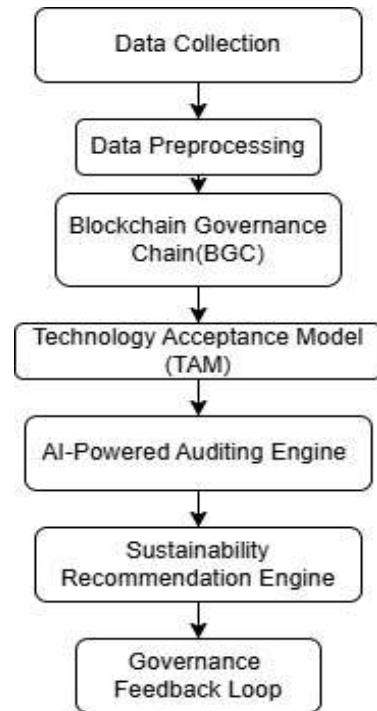 Data Collection
Data Preprocessing
Blockchain Governance
Chain(BGC)
Technology Acceptance Model
(TAM)
AI-Powered Auditing Engine
Sustainability
Recommendation Engine
Governance
Feedback Loop